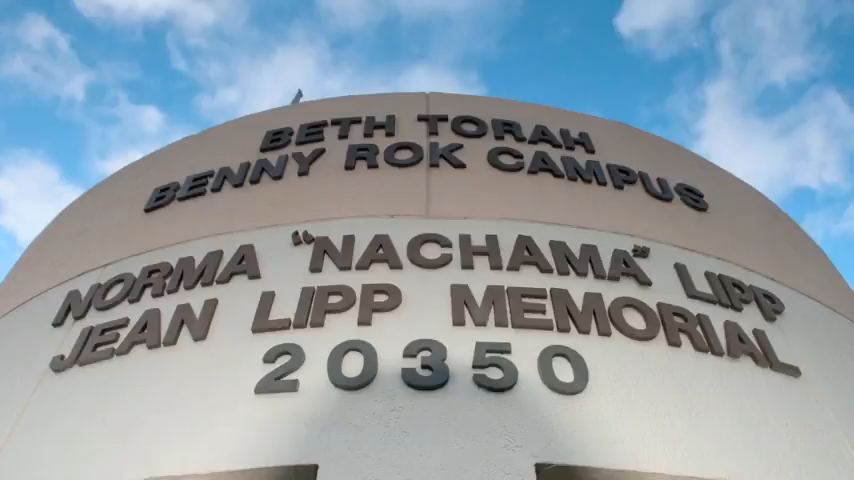 BETH TORAH
BENNY ROK CAMPUS
NORMA “NACHAMA” LIPP
JEAN LIPP MEMORIAL
20350